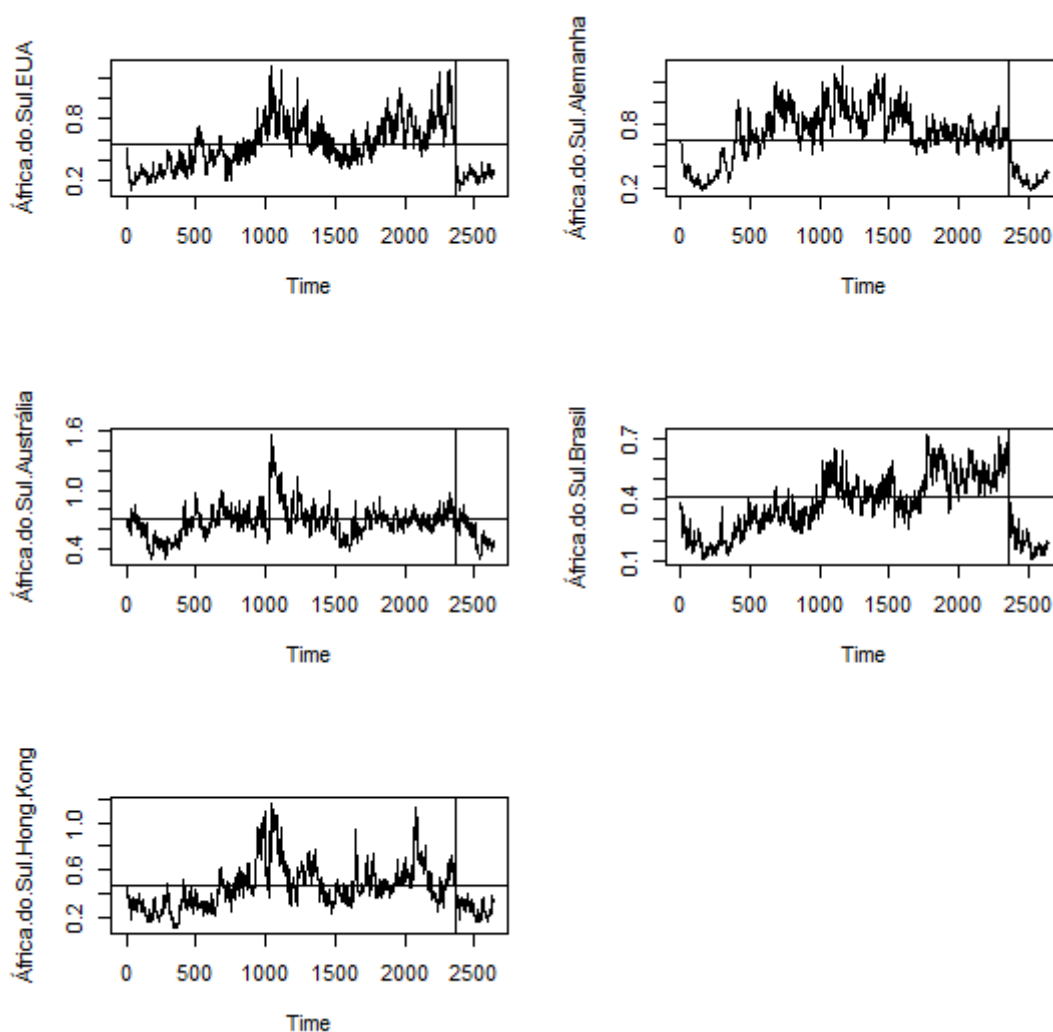 África.do.Sul.EUA
0.2 0.8
0 500 1000 1500 2000 2500
Time
África.do.Sul.Alemanha
0.2 0.8
0 500 1000 1500 2000 2500
Time
África.do.Sul.Austrália
0.4 1.0 1.6
0 500 1000 1500 2000 2500
Time
África.do.Sul.Brasil
0.1 0.4 0.7
0 500 1000 1500 2000 2500
Time
África.do.Sul.Hong.Kong
0.2 0.6 1.0
0 500 1000 1500 2000 2500
Time